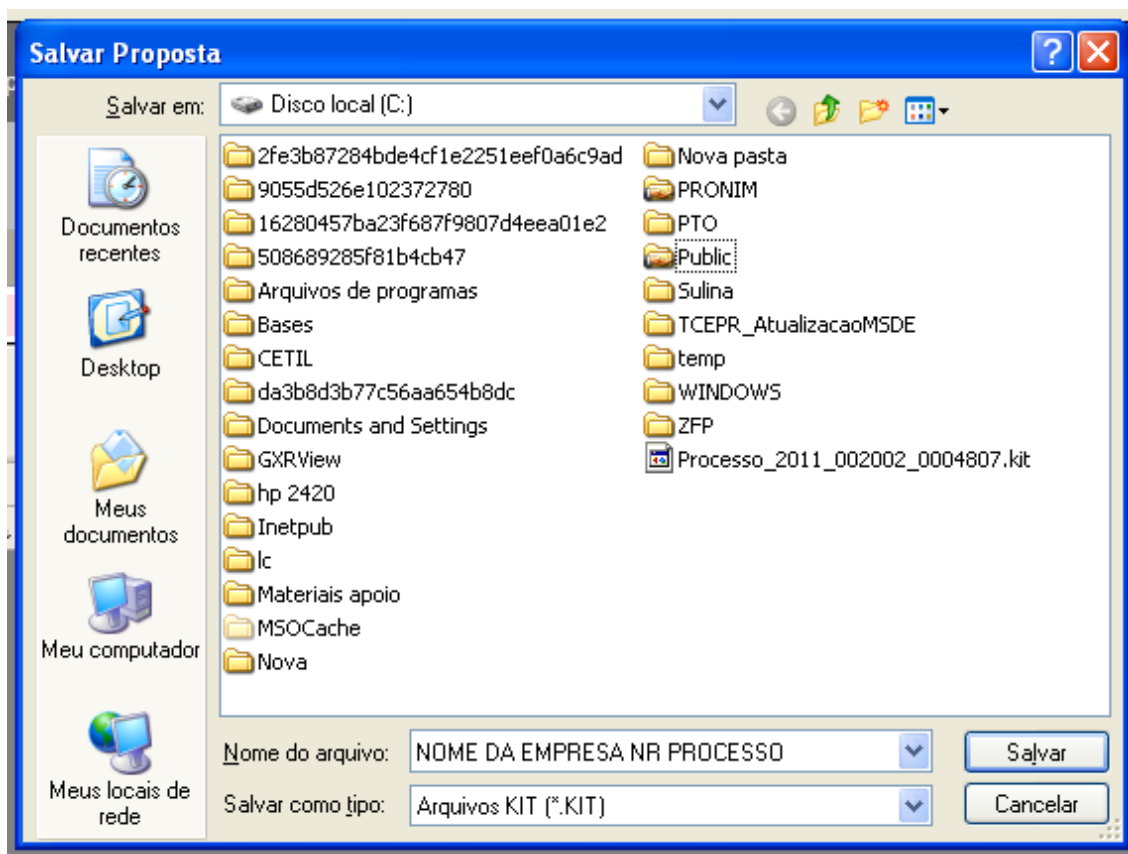 Salvar Proposta
Salvar em:
Disco local (C:)
Documentos
recentes
Desktop
Meus
documentos
Meu computador
Meus locais de
rede
2fe3b87284bde4cf1e2251eef0a6c9ad
9055d526e102372780
16280457ba23f687f9807d4eea01e2
508689285f81b4cb47
Arquivos de programas
Bases
CETIL
da3b8d3b77c56aa654b8dc
Documents and Settings
GXRView
hp 2420
Inetpub
lc
Materiais apoio
MSOCache
Nova
Nova pasta
PRONIM
PTO
Public
Sulina
TCEPR_AtualizacaoMSDE
temp
WINDOWS
ZFP
Processo_2011_002002_0004807.kit
Nome do arquivo:
NOME DA EMPRESA NR PROCESSO
Salvar
Salvar como tipo:
Arquivos KIT (*.KIT)
Cancelar